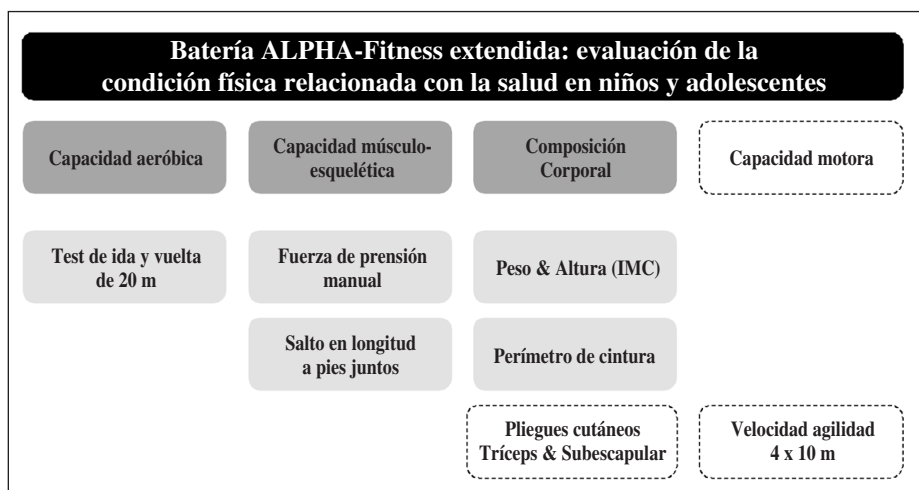 Batería ALPHA-Fitness extendida: evaluación de la
condición física relacionada con la salud en niños y adolescentes
Capacidad aeróbica
Capacidad músculo-
esquelética
Composición
Corporal
Capacidad motora
Test de ida y vuelta
de 20 m
Fuerza de prensión
manual
Peso & Altura (IMC)
Salto en longitud
a pies juntos
Perímetro de cintura
Pliegues cutáneos
Tríceps & Subescapular
Velocidad agilidad
4 x 10 m